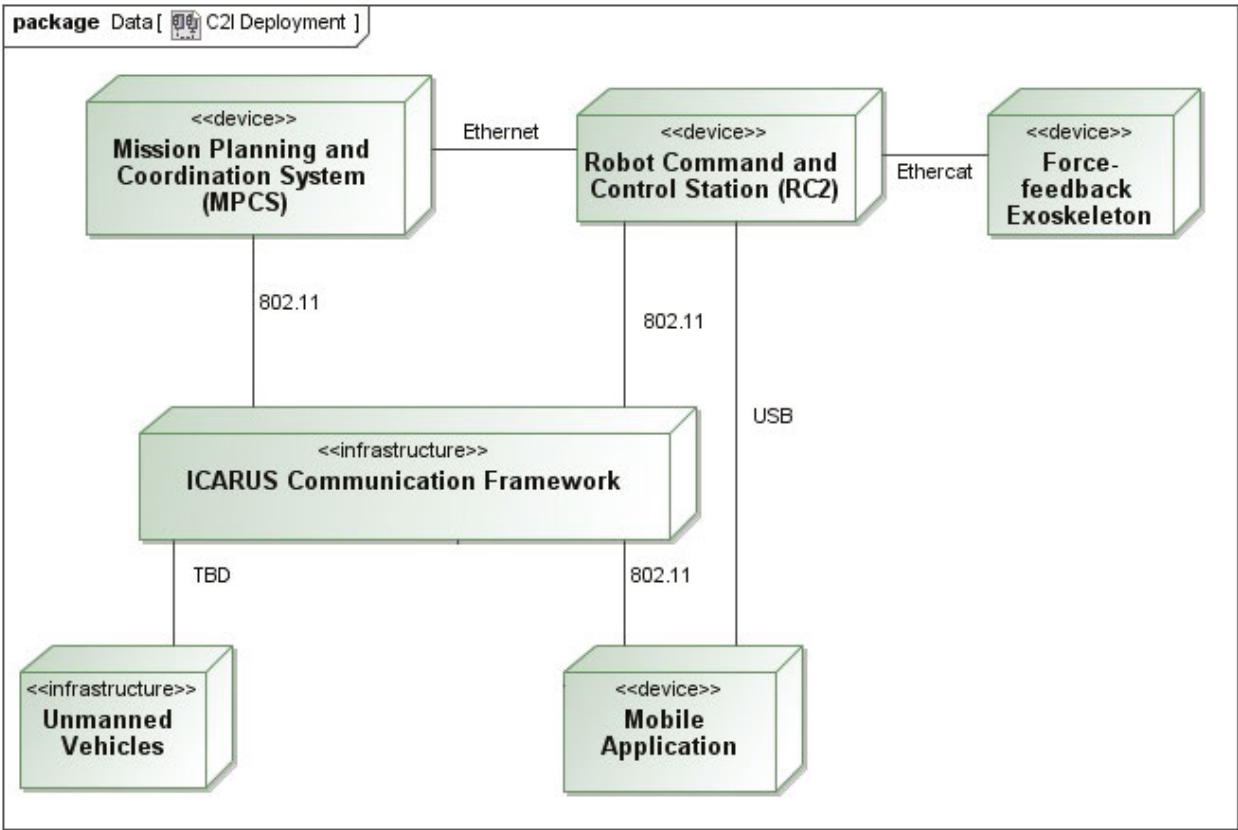 package Data [ C2I Deployment ]
<<device>>
Mission Planning and
Coordination System
(MPCS)
Ethernet
<<device>>
Robot Command and
Control Station (RC2)
Ethercat
<<device>>
Force-
feedback
Exoskeleton
802.11
802.11
USB
<<infrastructure>>
ICARUS Communication Framework
TBD
802.11
<<infrastructure>>
Unmanned
Vehicles
<<device>>
Mobile
Application